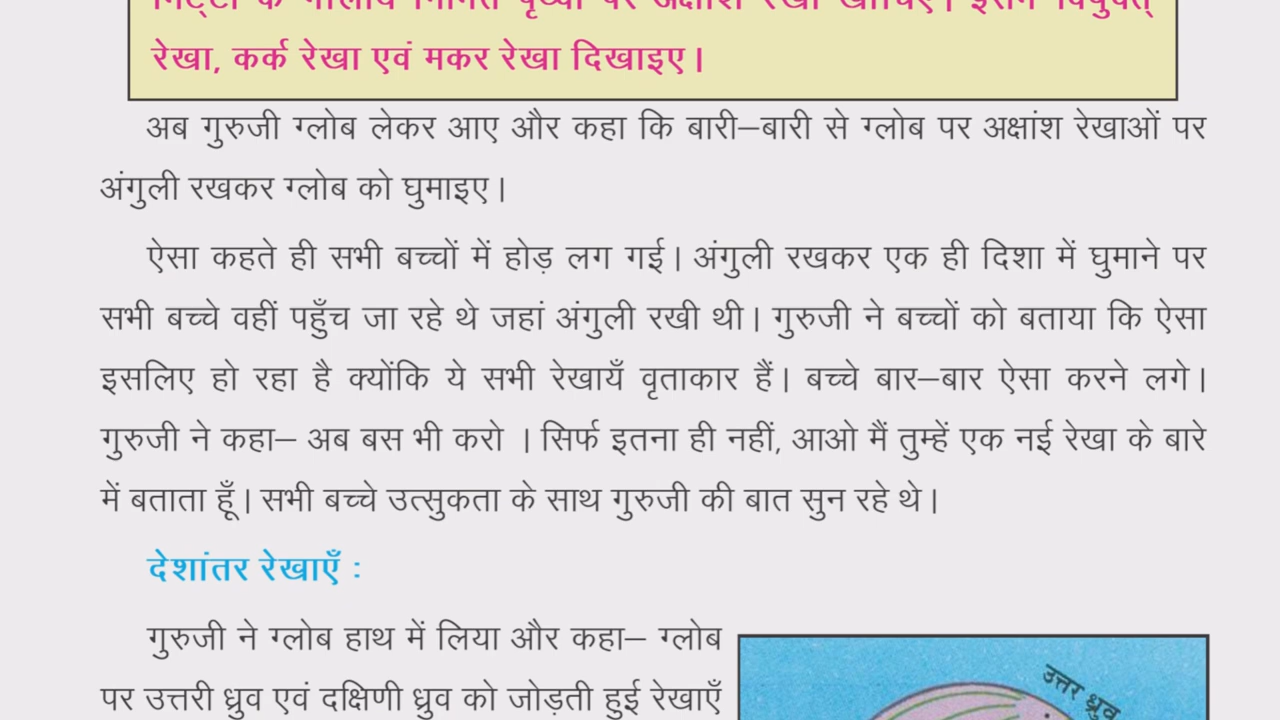 रेखा, कर्क रेखा एवं मकर रेखा दिखाइए।
अब गुरुजी ग्लोब लेकर आए और कहा कि बारी–बारी से ग्लोब पर अक्षांश रेखाओं पर
अंगुली रखकर ग्लोब को घुमाइए।
ऐसा कहते ही सभी बच्चों में होड़ लग गई। अंगुली रखकर एक ही दिशा में घुमाने पर
सभी बच्चे वहीं पहुँच जा रहे थे जहां अंगुली रखी थी। गुरुजी ने बच्चों को बताया कि ऐसा
इसलिए हो रहा है क्योंकि ये सभी रेखायँ वृताकार हैं। बच्चे बार–बार ऐसा करने लगे।
गुरुजी ने कहा– अब बस भी करो । सिर्फ इतना ही नहीं, आओ मैं तुम्हें एक नई रेखा के बारे
में बताता हूँ। सभी बच्चे उत्सुकता के साथ गुरुजी की बात सुन रहे थे।
देशांतर रेखाएँ :
गुरुजी ने ग्लोब हाथ में लिया और कहा– ग्लोब
पर उत्तरी ध्रुव एवं दक्षिणी ध्रुव को जोड़ती हुई रेखाएँ
उत्तर ध्रुव